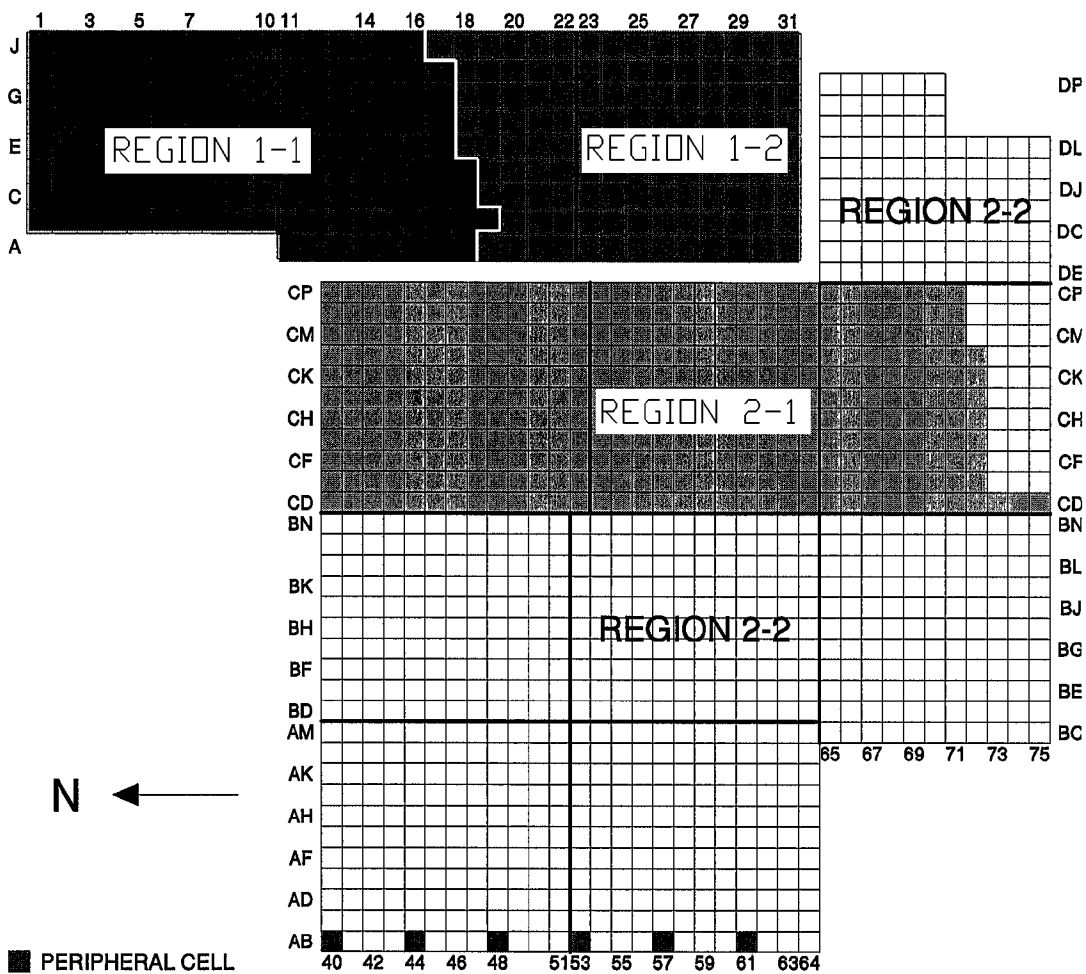 1 3 5 7 10 11 14 16 18 20 22 23 25 27 29 31
J
G
E
C
A
REGION 1-1
REGION 1-2
DP
DL
DJ
DC
DE
REGION 2-2
CP
CM
CK
CH
CF
CD
REGION 2-1
CP
CM
CK
CH
CF
CD
BN
BK
BH
BF
BD
REGION 2-2
BN
BL
BJ
BG
BE
BC
65 67 69 71 73 75
AM
AK
AH
AF
AD
AB
N
40 42 44 46 48 51 53 55 57 59 61 63 64
PERIPHERAL CELL